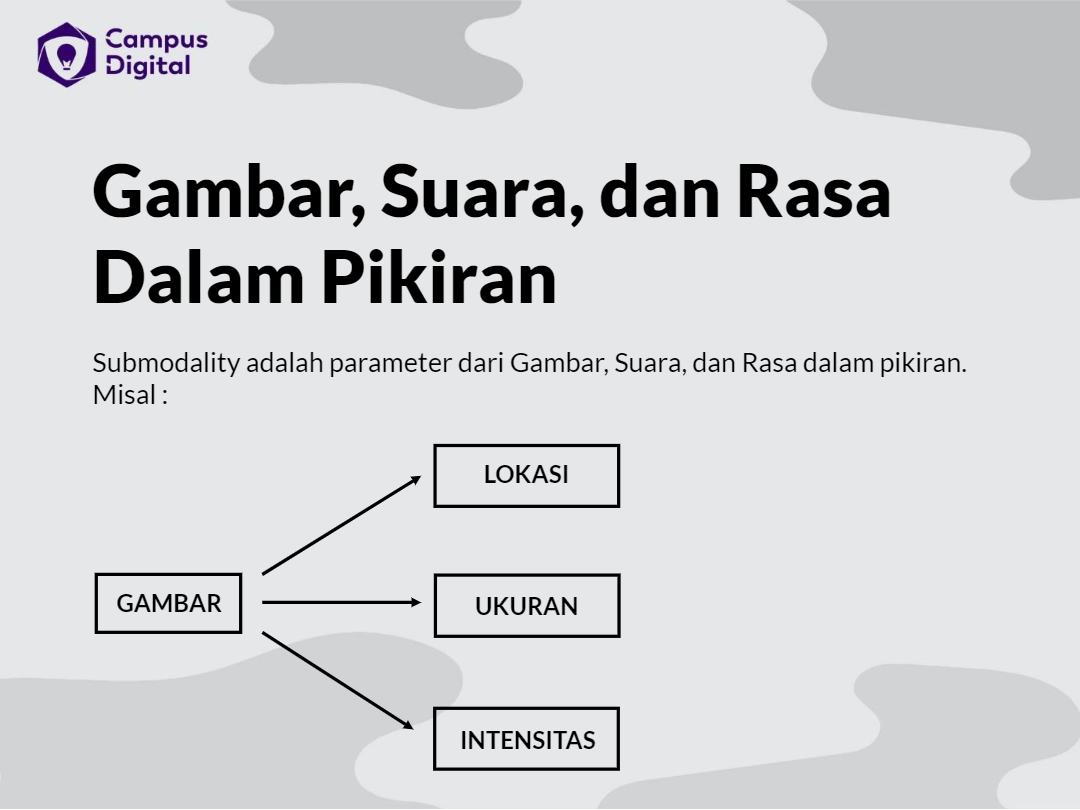 Campus
Digital
Gambar, Suara, dan Rasa
Dalam Pikiran
Submodality adalah parameter dari Gambar, Suara, dan Rasa dalam pikiran.
Misal :
LOKASI
GAMBAR
UKURAN
INTENSITAS